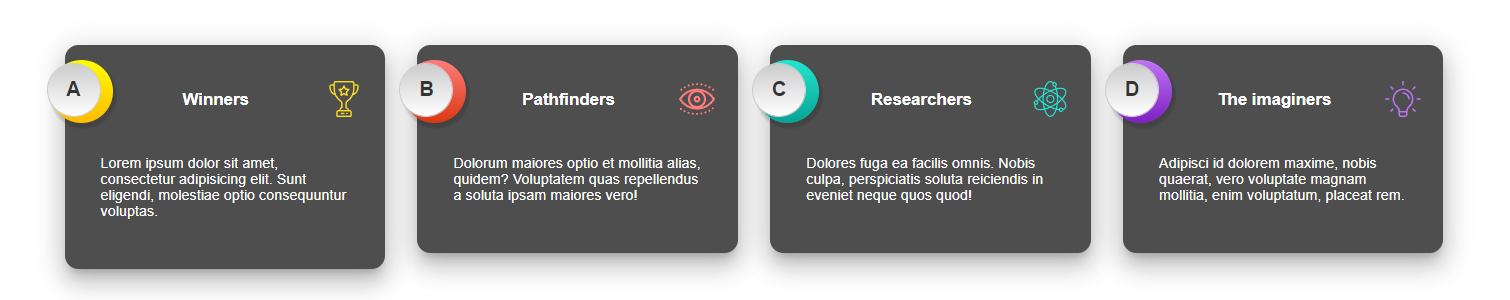 A
Winners
Lorem ipsum dolor sit amet,
consectetur adipisicing elit. Sunt
eligendi, molestiae optio consequuntur
voluptas.
B
Pathfinders
Dolorum maiores optio et mollitia alias,
quidem? Voluptatem quas repellendus
a soluta ipsam maiores vero!
C
Researchers
Dolores fuga ea facilis omnis. Nobis
culpa, perspiciatis soluta reiciendis in
eveniet neque quos quod!
D
The imaginers
Adipisci id dolorem maxime, nobis
quaerat, vero voluptate magnam
mollitia, enim voluptatum, placeat rem.